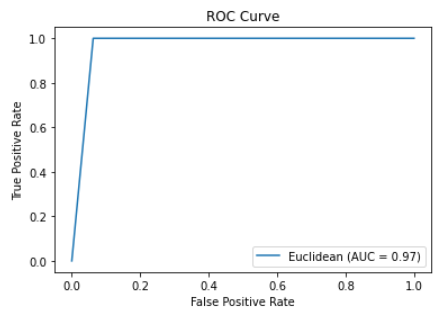 ROC Curve
True Positive Rate
1.0
0.8
0.6
0.4
0.2
0.0
Euclidean (AUC = 0.97)
0.0 0.2 0.4 0.6 0.8 1.0
False Positive Rate